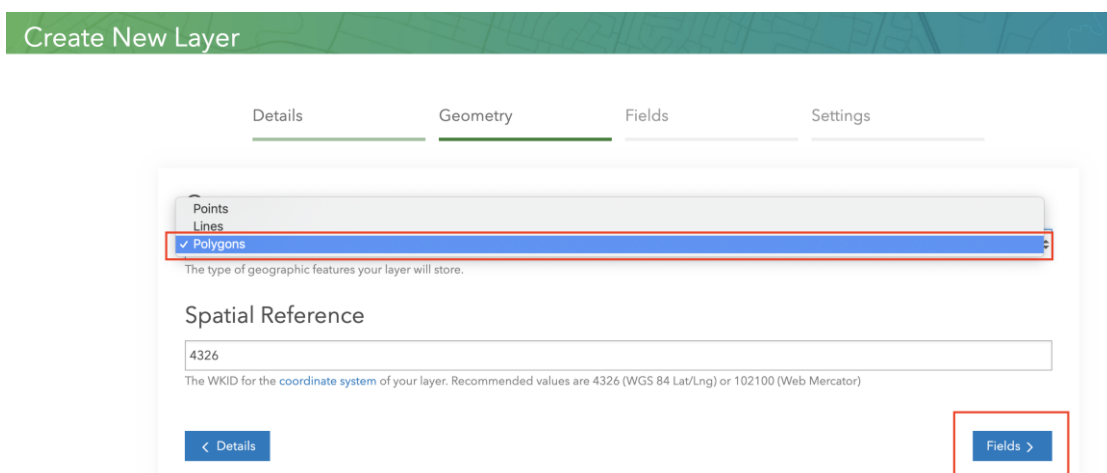 Create New Layer
Details Geometry Fields Settings
Points
Lines
✓ Polygons
The type of geographic features your layer will store.
Spatial Reference
4326
The WKID for the coordinate system of your layer. Recommended values are 4326 (WGS 84 Lat/Lng) or 102100 (Web Mercator)
< Details
Fields >